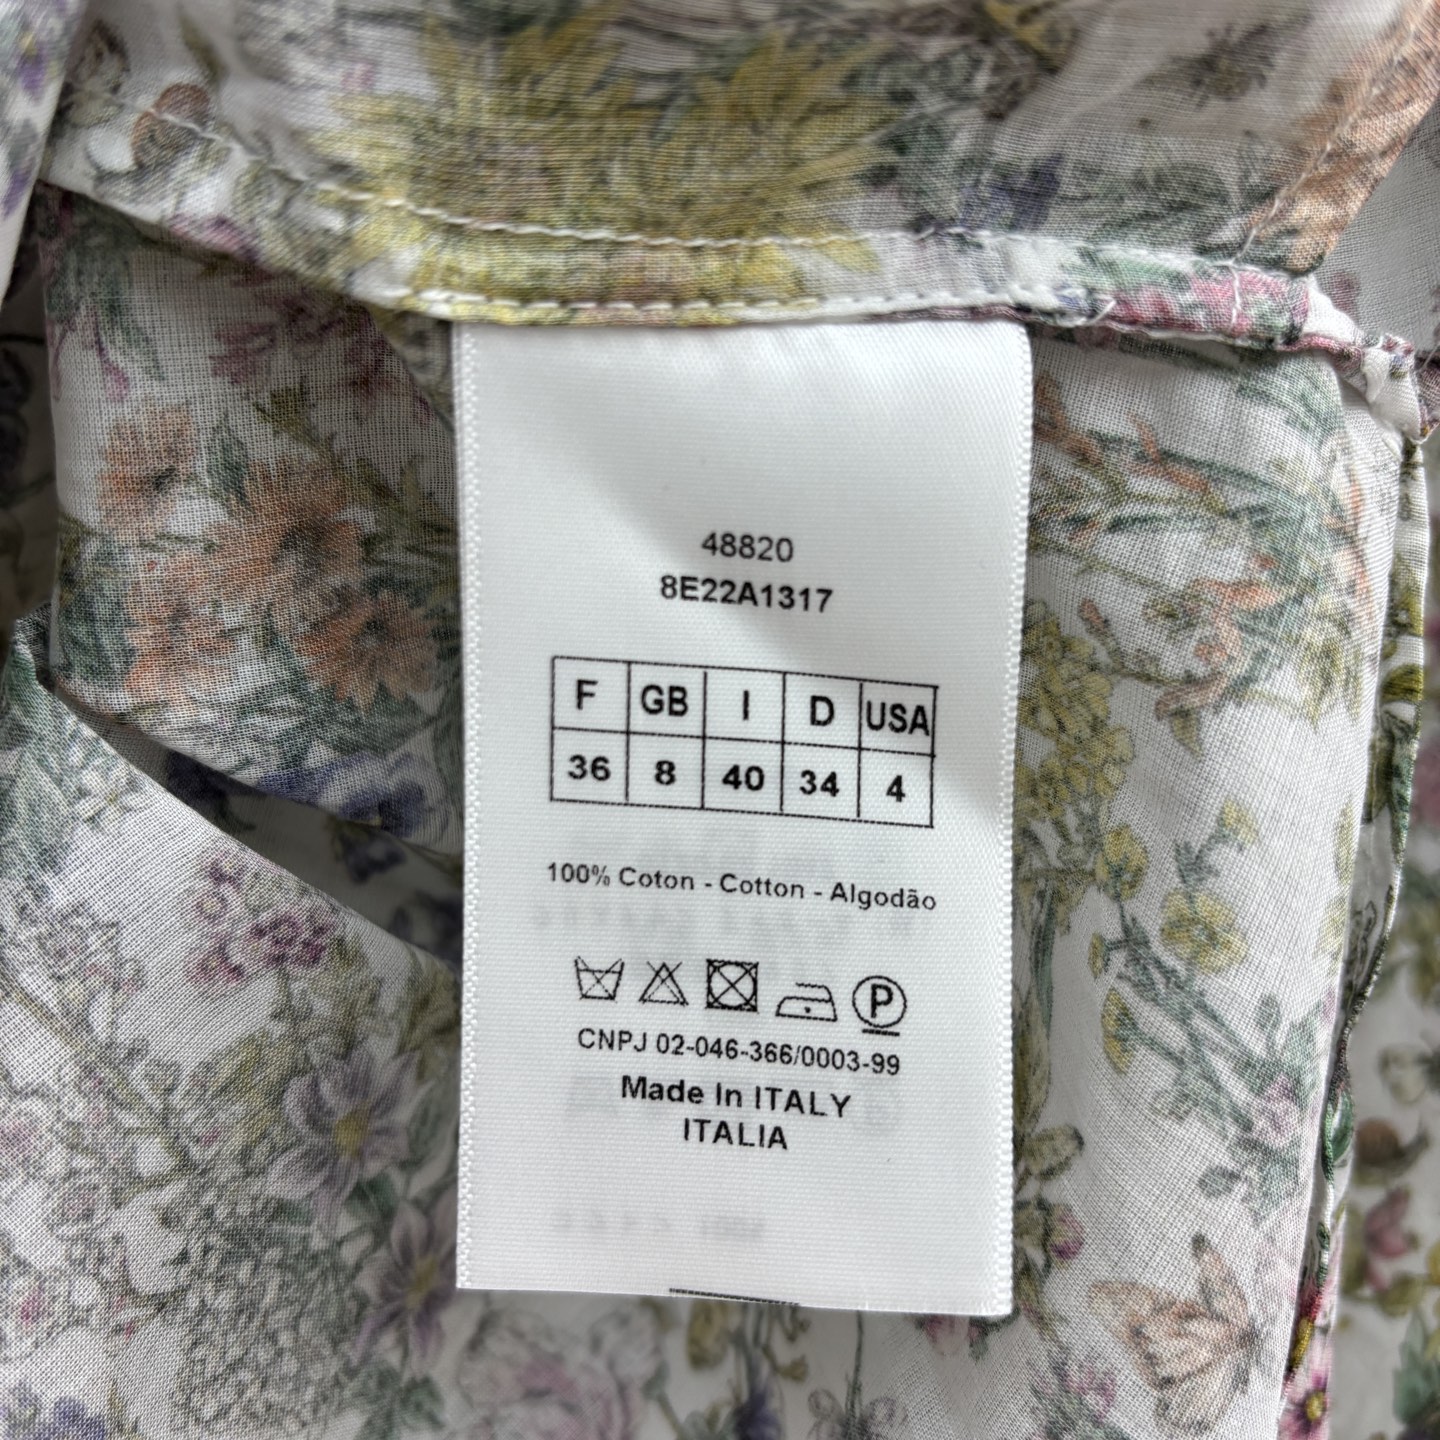 48820
8E22A1317
F GB I D USA
36 8 40 34 4
100% Coton - Cotton - Algodão
P
CNPJ 02-046-366/0003-99
Made In ITALY
ITALIA